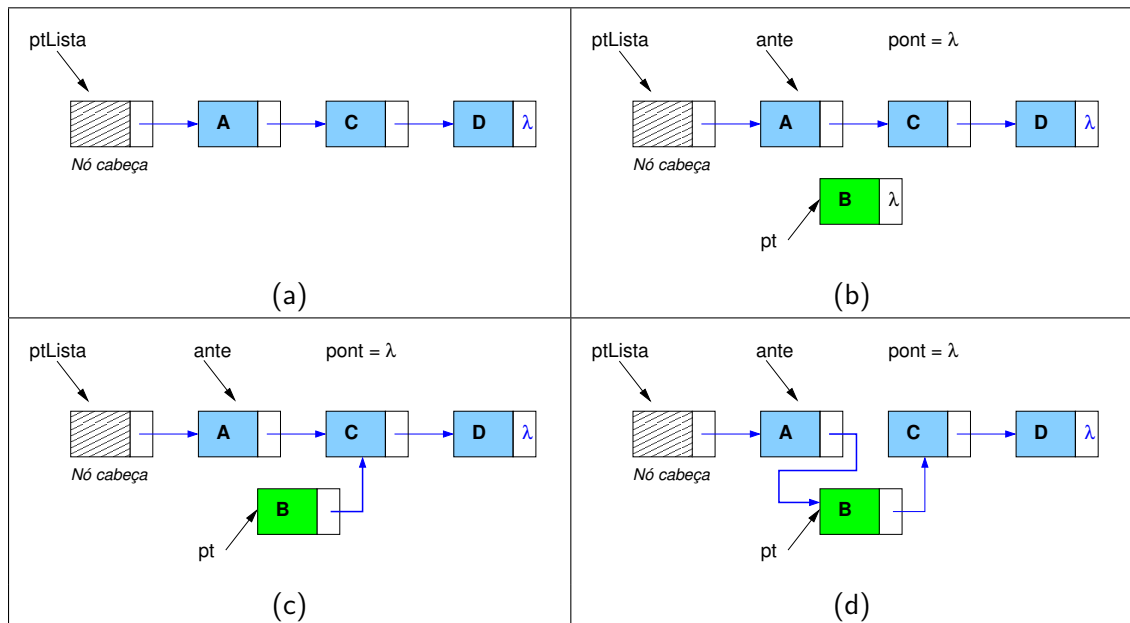 ptLista
A
C
D
λ
Nó cabeça
(a)
ptLista
ante
pont = λ
A
C
D
λ
Nó cabeça
B
λ
pt
(b)
ptLista
ante
pont = λ
A
C
D
λ
Nó cabeça
B
pt
(c)
ptLista
ante
pont = λ
A
C
D
λ
Nó cabeça
B
pt
(d)